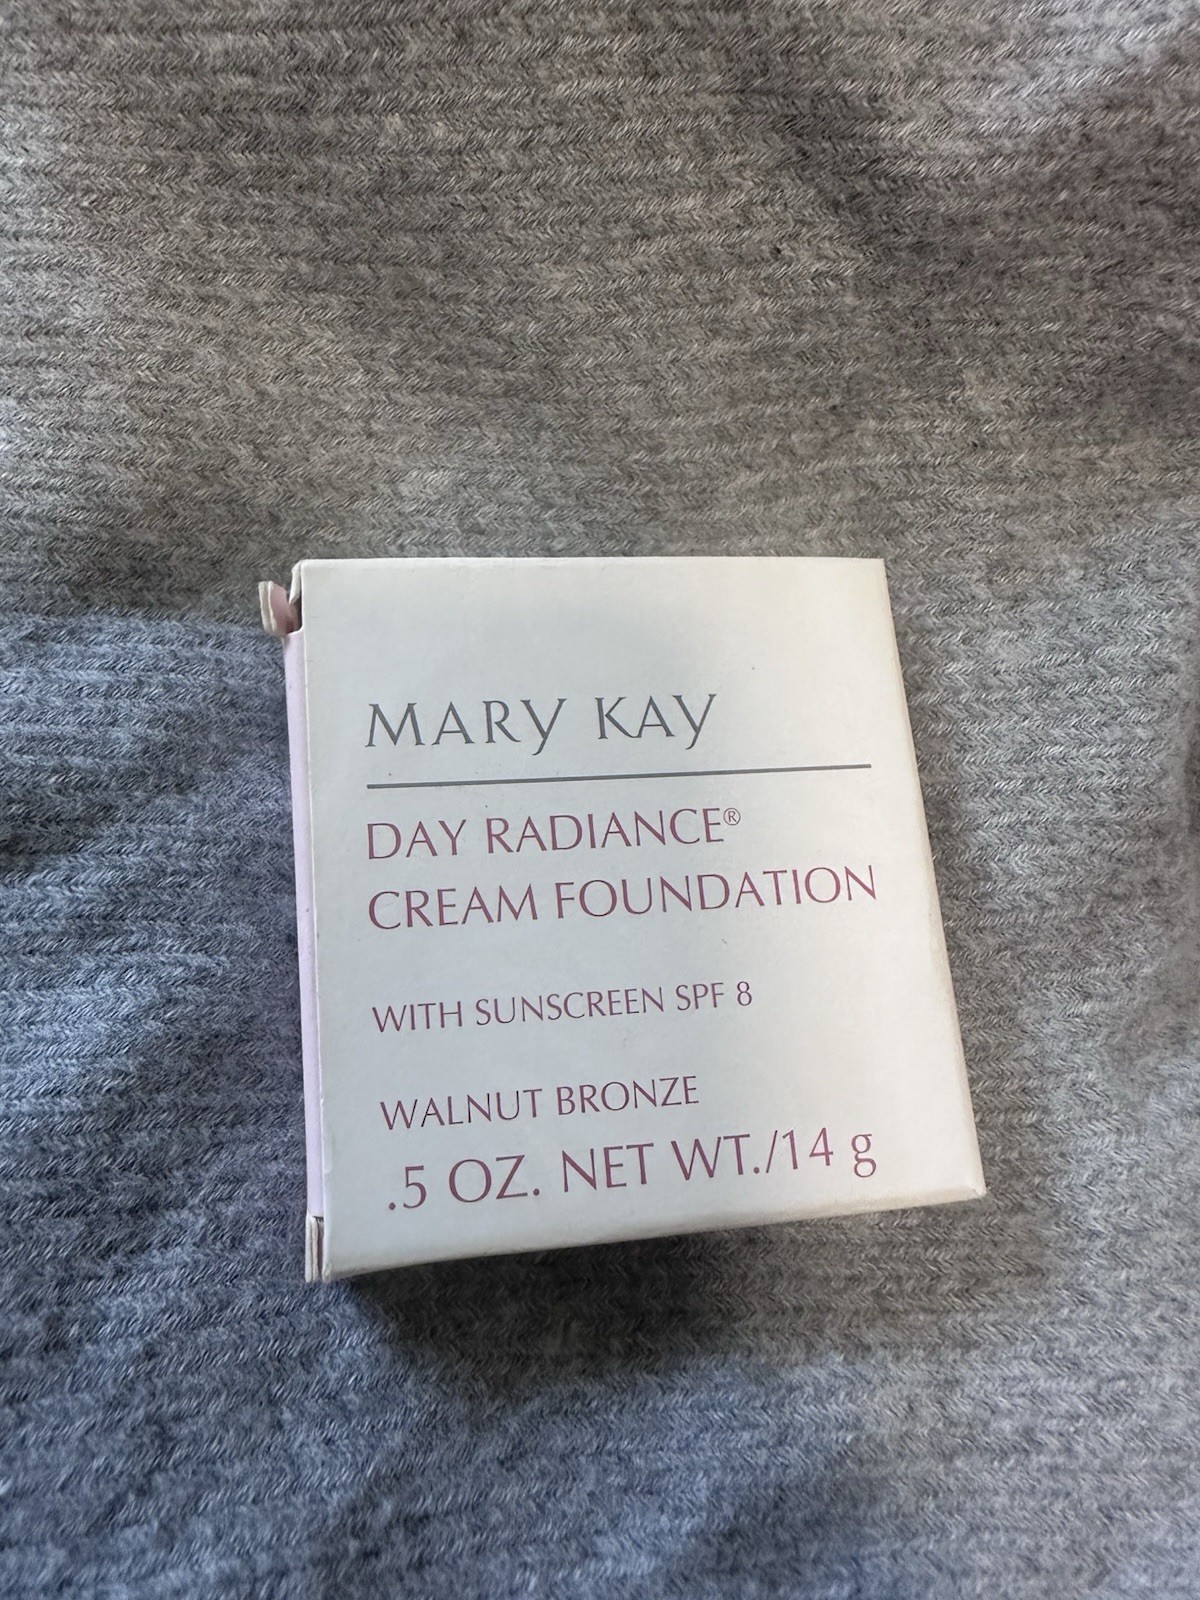 MARY KAY
DAY RADIANCE®
CREAM FOUNDATION
WITH SUNSCREEN SPF 8
WALNUT BRONZE
.5 OZ. NET WT./14 g